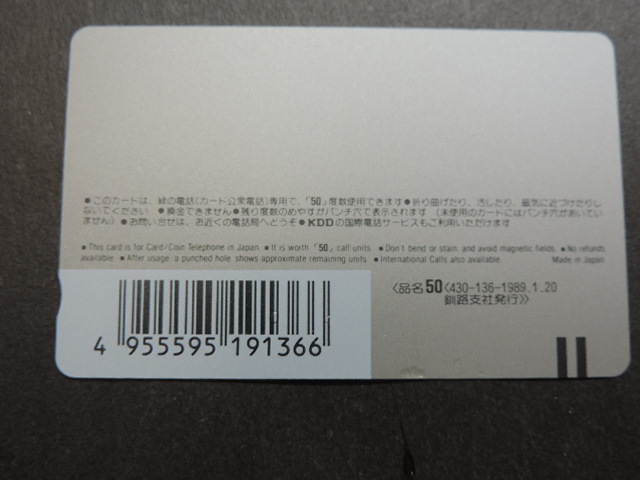 ●このカードは、緑の電話(カード公衆電話)専用で、「50」度数使用できます●折り曲げたり、汚したり、磁気に近づけたりし
ないでください ●換金できません●残り度数のめやすがパンチ穴で表示されます (未使用のカードにはパンチ穴があいてい
ません) ●お問い合せは、お近くの電話局へどうぞ ●KDDの国際電話サービスもご利用いただけます
●This card is for Card/Coin Telephone in Japan. ●It is worth「50」call units. ●Don't bend or stain, and avoid magnetic fields. ●No refunds
available. ●After usage, a punched hole shows approximate remaining units. ●International Calls also available. Made in Japan
〈品名50〈430-136-1989.1.20
釧路支社発行〉〉
4 955595 191366